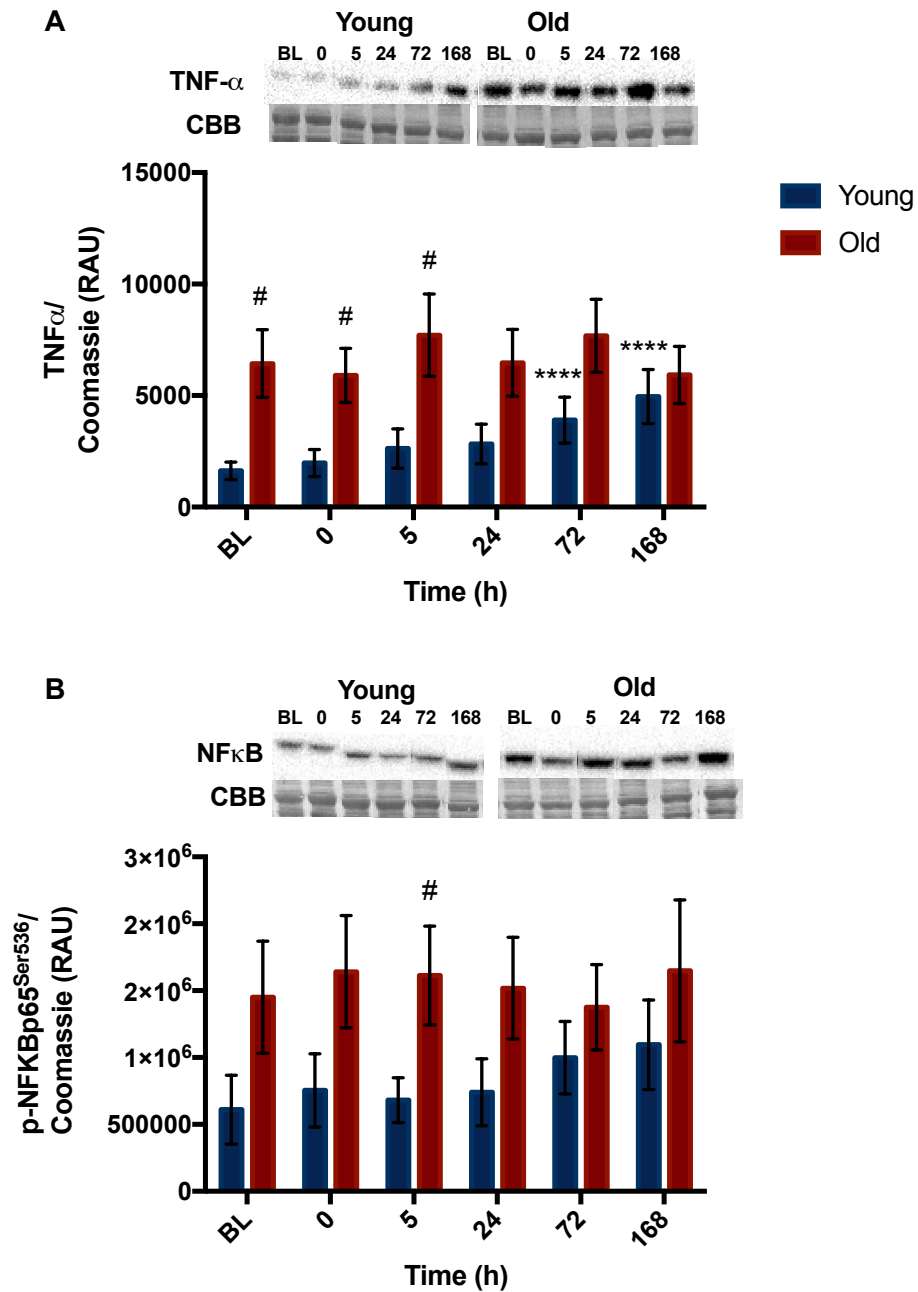 A
Young Old
BL 0 5 24 72 168 BL 0 5 24 72 168
TNF-α
CBB
15000
10000
5000
0
TNFα/
Coomassie (RAU)
# # # **** ****
BL 0 5 24 72 168
Time (h)
Young
Old
B
Young Old
BL 0 5 24 72 168 BL 0 5 24 72 168
NFκB
CBB
3×10⁶
2×10⁶
2×10⁶
1×10⁶
500000
0
p-NFKBp65ˢᵉʳ⁵³⁶/
Coomassie (RAU)
#
BL 0 5 24 72 168
Time (h)